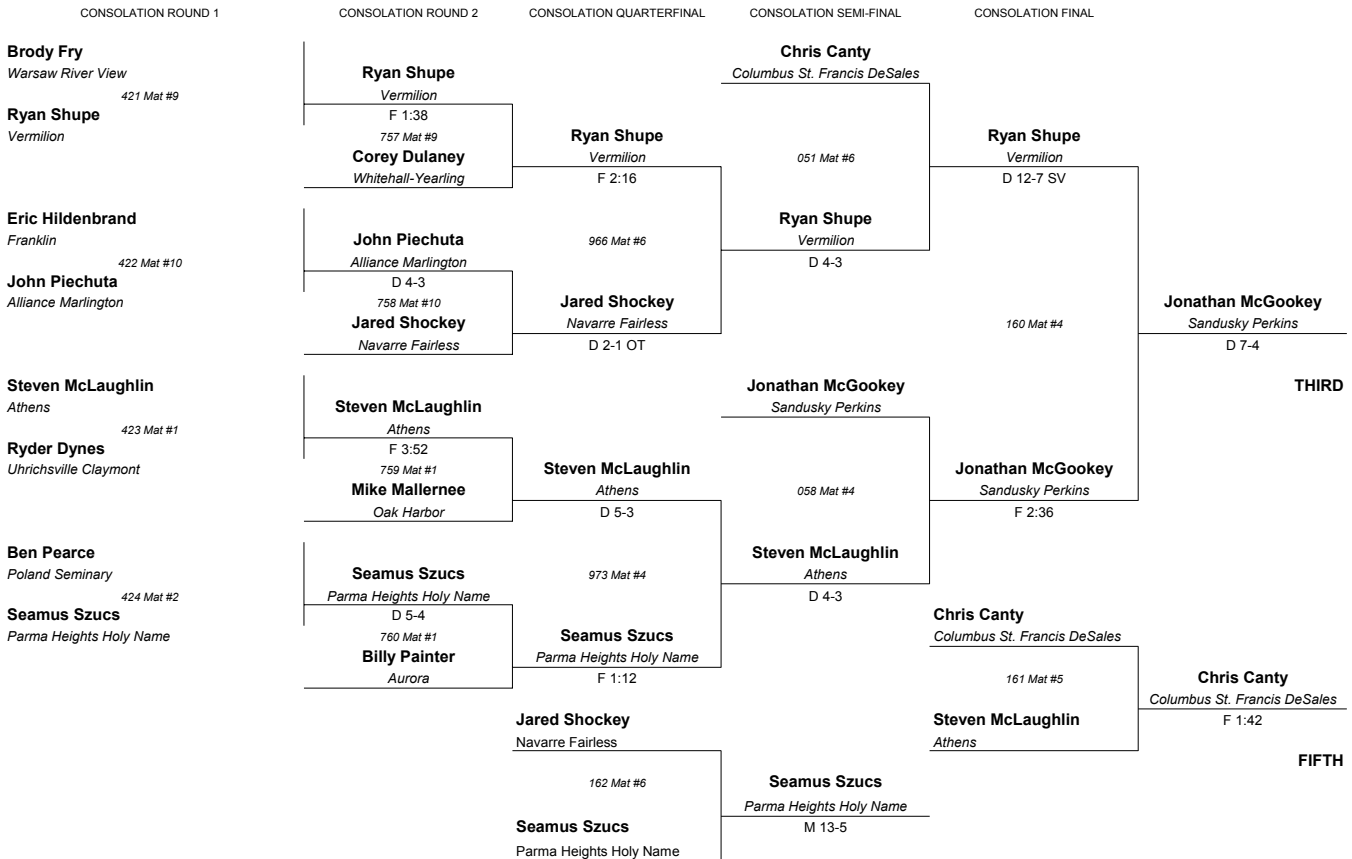 CONSOLATION ROUND 1
CONSOLATION ROUND 2
CONSOLATION QUARTERFINAL
CONSOLATION SEMI-FINAL
CONSOLATION FINAL
Brody Fry
Warsaw River View
421 Mat #9
Ryan Shupe
Vermilion
Eric Hildenbrand
Franklin
422 Mat #10
John Piechuta
Alliance Marlington
Steven McLaughlin
Athens
423 Mat #1
Ryder Dynes
Uhrichsville Claymont
Ben Pearce
Poland Seminary
424 Mat #2
Seamus Szucs
Parma Heights Holy Name
Ryan Shupe
Vermilion
F 1:38
757 Mat #9
Corey Dulaney
Whitehall-Yearling
John Piechuta
Alliance Marlington
D 4-3
758 Mat #10
Jared Shockey
Navarre Fairless
Steven McLaughlin
Athens
F 3:52
759 Mat #1
Mike Mallernee
Oak Harbor
Seamus Szucs
Parma Heights Holy Name
D 5-4
760 Mat #1
Billy Painter
Aurora
Ryan Shupe
Vermilion
F 2:16
966 Mat #6
Jared Shockey
Navarre Fairless
D 2-1 OT
Steven McLaughlin
Athens
D 5-3
973 Mat #4
Seamus Szucs
Parma Heights Holy Name
F 1:12
Jared Shockey
Navarre Fairless
162 Mat #6
Seamus Szucs
Parma Heights Holy Name
Chris Canty
Columbus St. Francis DeSales
051 Mat #6
Ryan Shupe
Vermilion
D 4-3
Jonathan McGookey
Sandusky Perkins
058 Mat #4
Steven McLaughlin
Athens
D 4-3
Seamus Szucs
Parma Heights Holy Name
M 13-5
Ryan Shupe
Vermilion
D 12-7 SV
160 Mat #4
Jonathan McGookey
Sandusky Perkins
F 2:36
Chris Canty
Columbus St. Francis DeSales
161 Mat #5
Steven McLaughlin
Athens
Jonathan McGookey
Sandusky Perkins
D 7-4
THIRD
Chris Canty
Columbus St. Francis DeSales
F 1:42
FIFTH